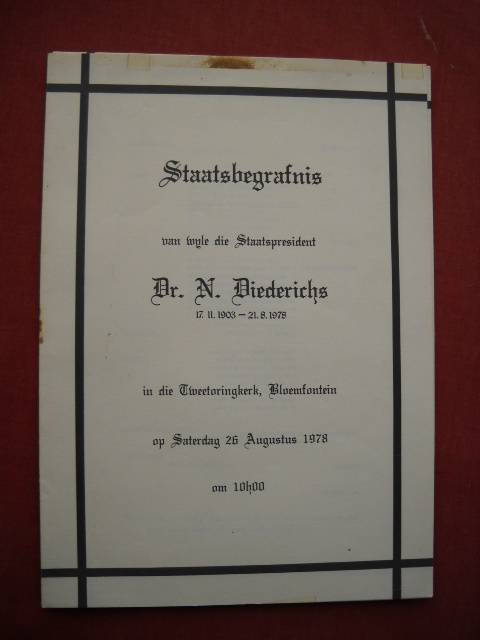 Staatsbegrafnis
van wyle die Staatspresident
Dr. N. Diederichs
17. 11. 1903 — 21. 8. 1978
in die Tweetoringkerk, Bloemfontein
op Saterdag 26 Augustus 1978
om 10h00